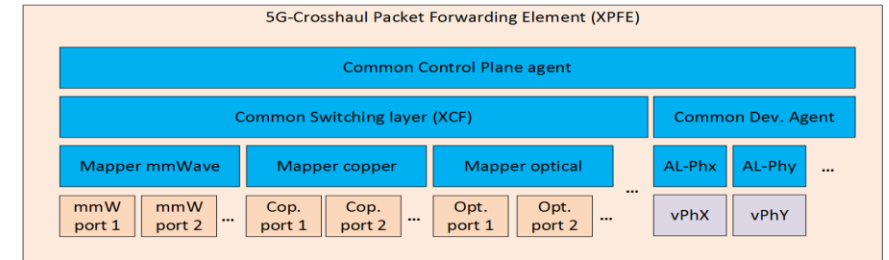 5G-Crosshaul Packet Forwarding Element (XPFE)
Common Control Plane agent
Common Switching layer (XCF)
Common Dev. Agent
Mapper mmWave
Mapper copper
Mapper optical
...
AL-Phx
AL-Phy
...
mmW
port 1
mmW
port 2
...
Cop.
port 1
Cop.
port 2
...
Opt.
port 1
Opt.
port 2
...
vPhX
vPhY